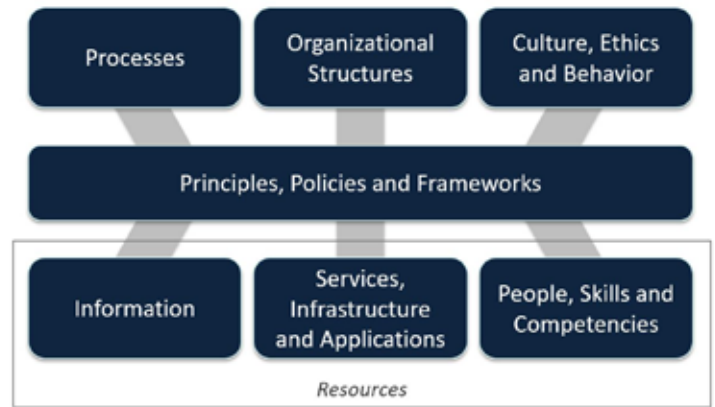 Processes
Organizational
Structures
Culture, Ethics
and Behavior
Principles, Policies and Frameworks
Information
Services,
Infrastructure
and Applications
People, Skills and
Competencies
Resources